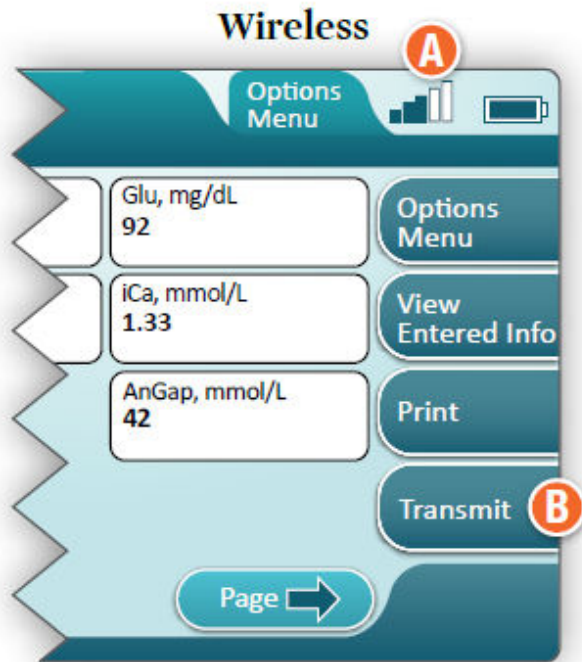 Wireless
A
Options
Menu
Glu, mg/dL
92
Options
Menu
iCa, mmol/L
1.33
View
Entered Info
AnGap, mmol/L
42
Print
Transmit
B
Page